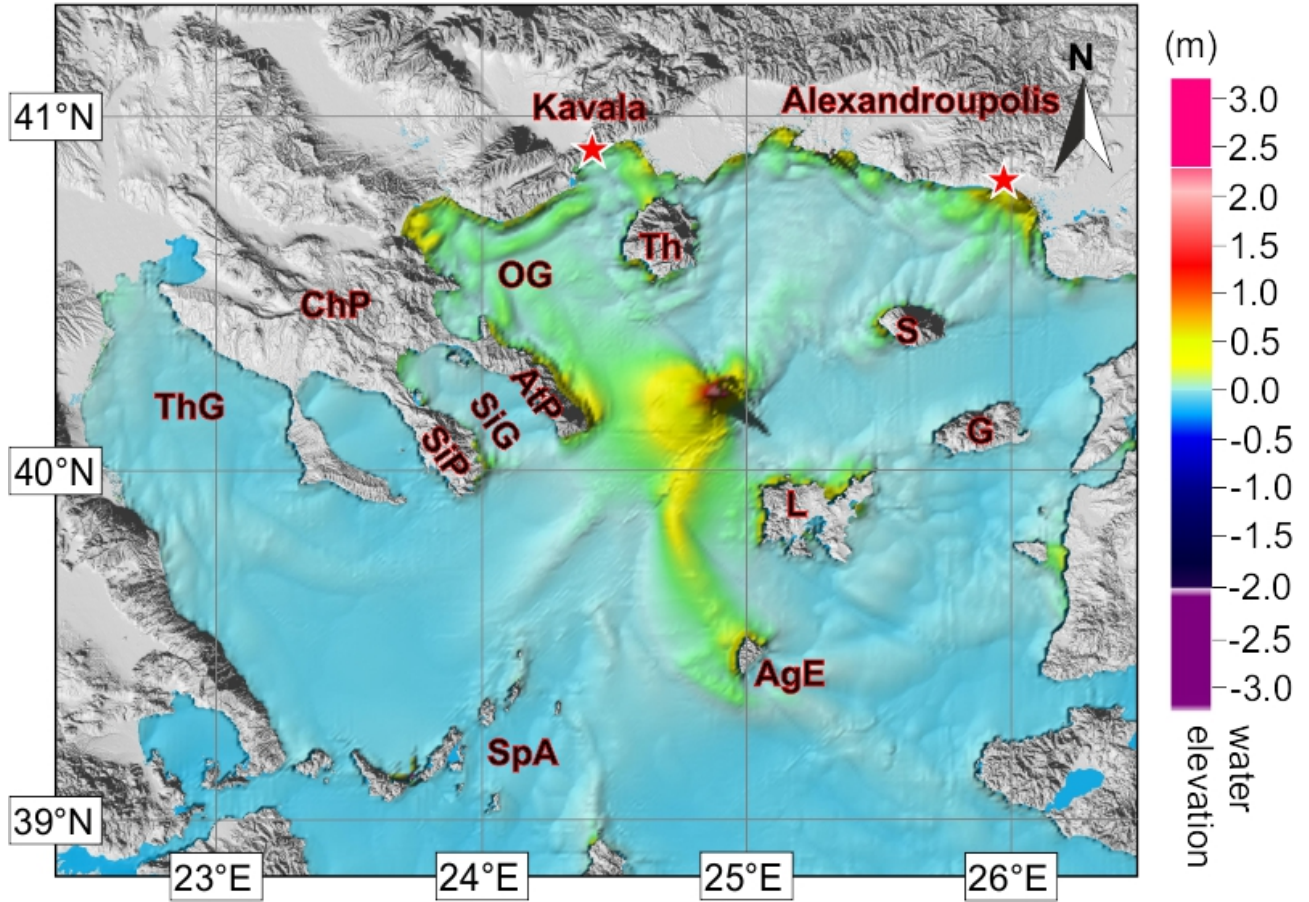 (m)
N
Kavala
Alexandroupolis
41°N
3.0
2.5
2.0
1.5
1.0
0.5
0.0
-0.5
-1.0
-1.5
-2.0
-2.5
-3.0
Th
OG
ChP
S
AtP
ThG
SiG
SiP
G
40°N
L
AgE
SpA
39°N
water
elevation
23°E
24°E
25°E
26°E